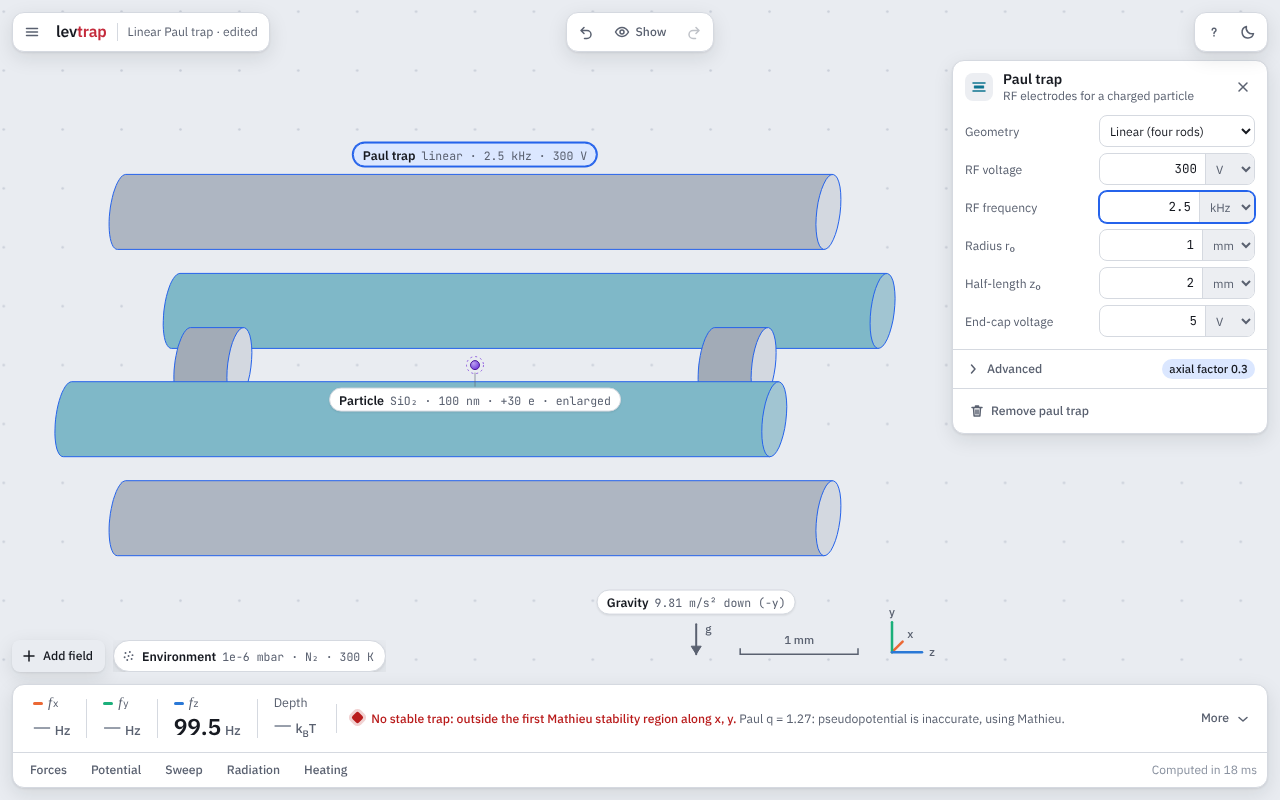 levtrap
Linear Paul trap · edited
Show
?
Paul trap
RF electrodes for a charged particle
Geometry
Linear (four rods)
RF voltage
300
V
RF frequency
2.5
kHz
Radius r₀
1
mm
Half-length z₀
2
mm
End-cap voltage
5
V
Advanced
axial factor 0.3
Remove paul trap
Paul trap linear · 2.5 kHz · 300 V
Particle SiO₂ · 100 nm · +30 e · enlarged
Gravity 9.81 m/s² down (-y)
g
1 mm
y
x
z
Add field
Environment 1e-6 mbar · N₂ · 300 K
fx
— Hz
fy
— Hz
fz
99.5 Hz
Depth
— kBT
No stable trap: outside the first Mathieu stability region along x, y. Paul q = 1.27: pseudopotential is inaccurate, using Mathieu.
More
Forces
Potential
Sweep
Radiation
Heating
Computed in 18 ms